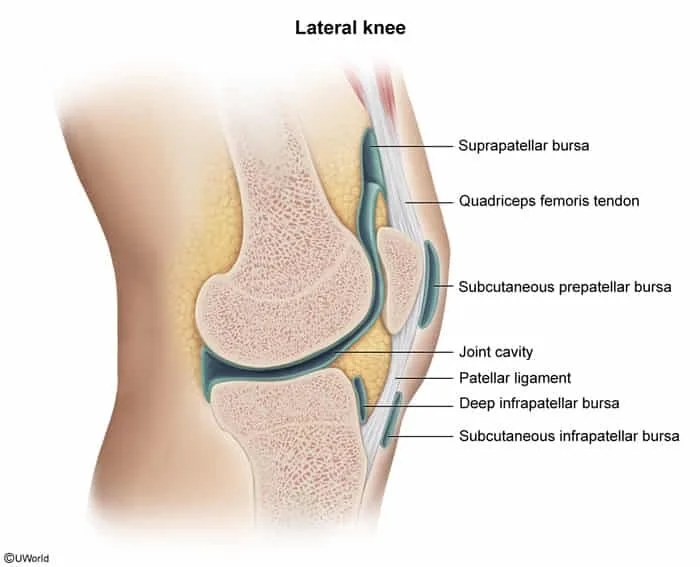 Lateral knee
Suprapatellar bursa
Quadriceps femoris tendon
Subcutaneous prepatellar bursa
Joint cavity
Patellar ligament
Deep infrapatellar bursa
Subcutaneous infrapatellar bursa
©UWorld